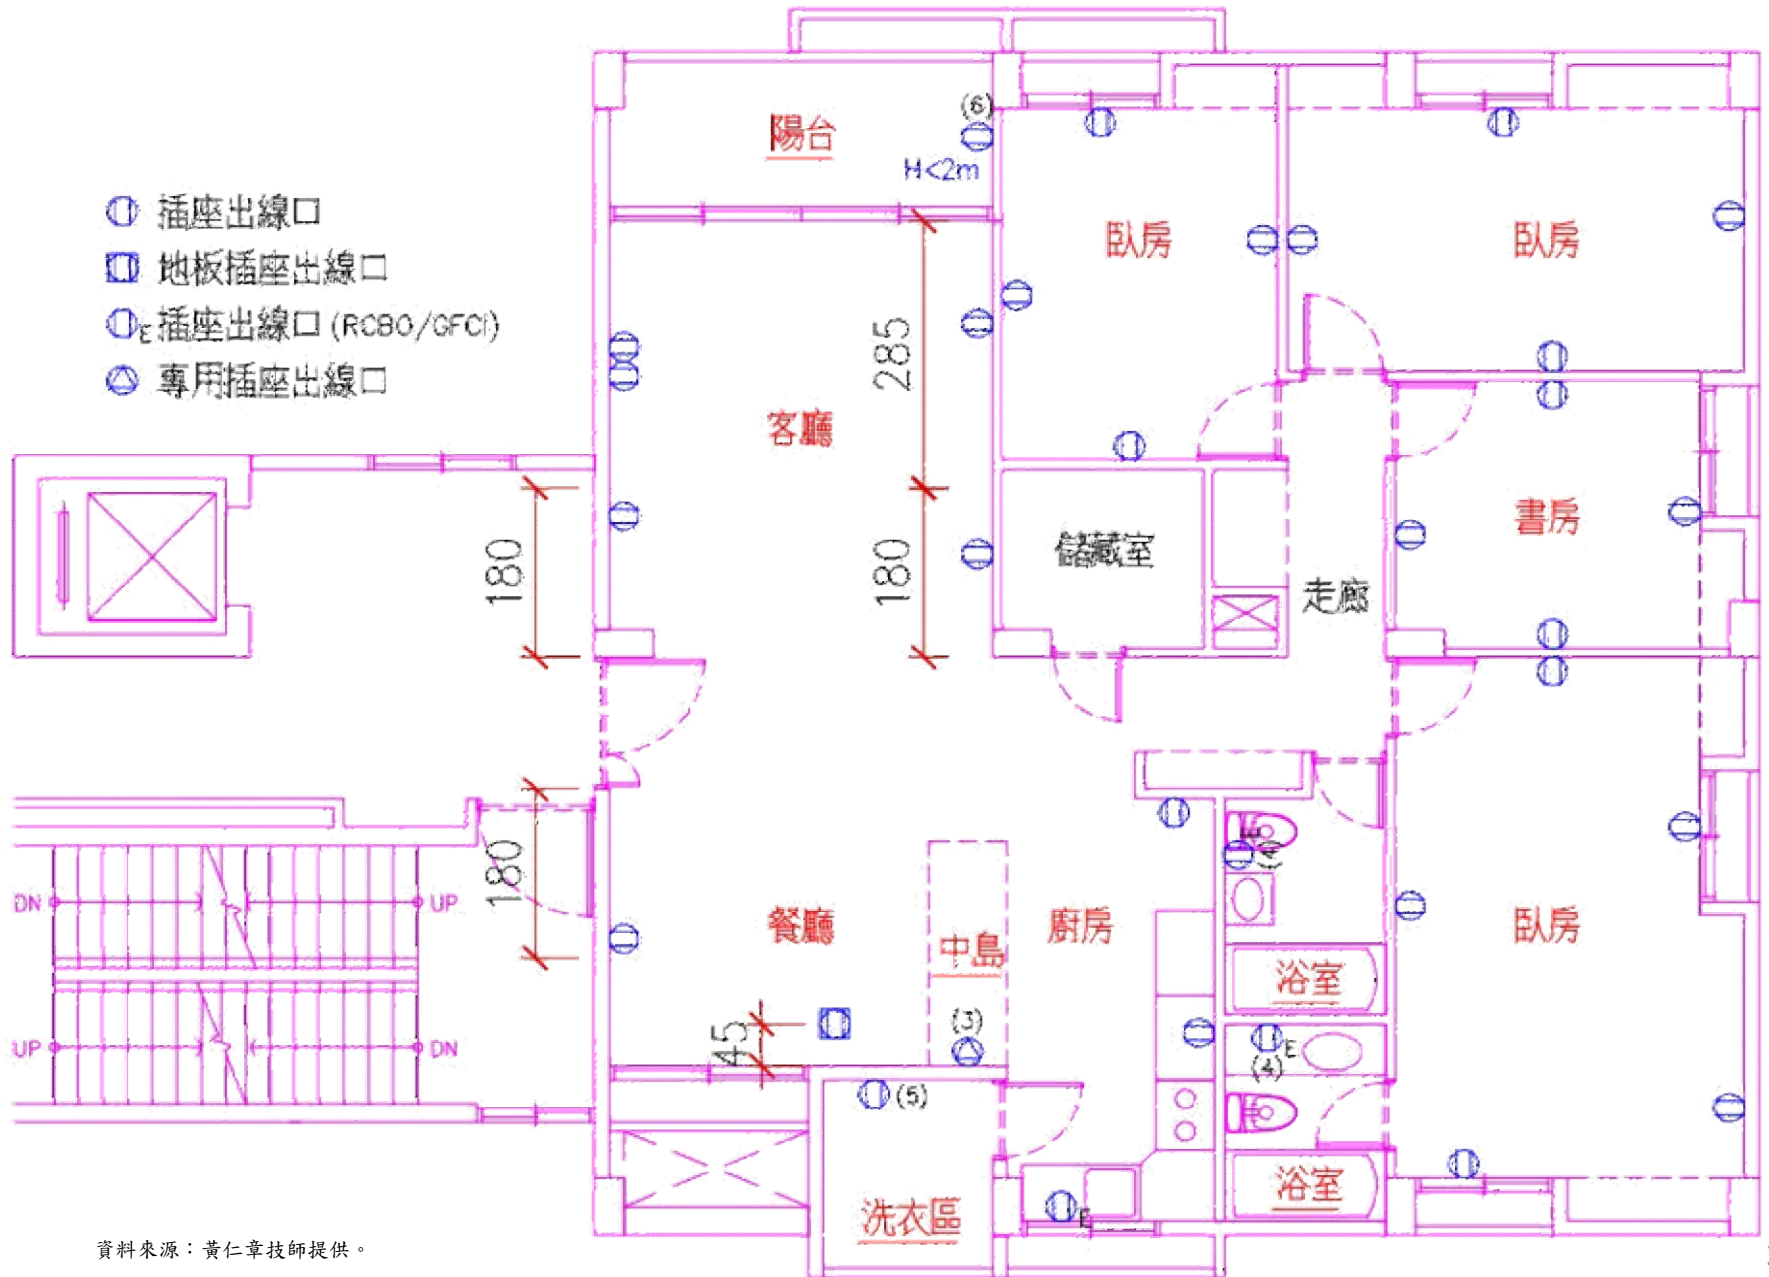 (6)
陽台
H<2m
插座出線口
地板插座出線口
E 插座出線口 (RCBO/GFCI)
專用插座出線口
臥房
臥房
285
客廳
180
180
儲藏室
書房
走廊
180
DN
UP
E
(4)
餐廳
中島
廚房
臥房
浴室
45
(3)
E
(4)
UP
DN
(5)
洗衣區
E
浴室
資料來源：黃仁章技師提供。